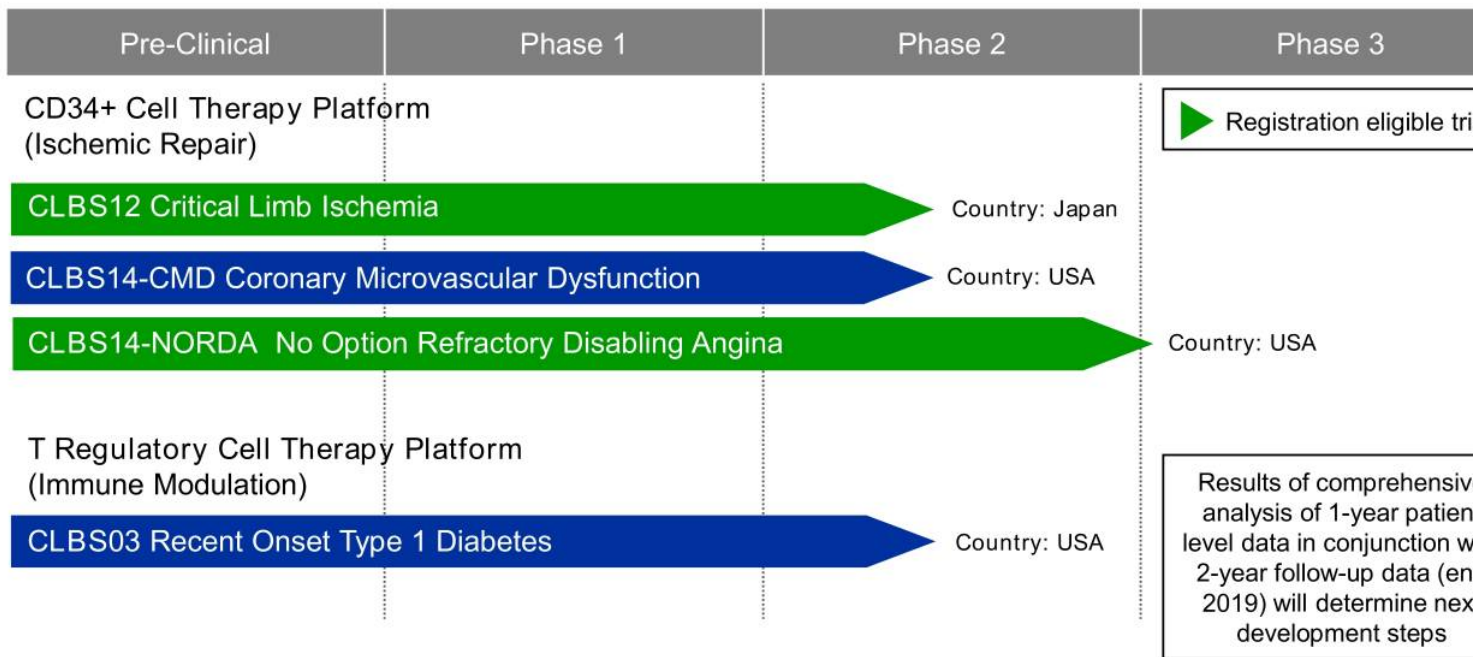 Pre-Clinical
Phase 1
Phase 2
Phase 3
CD34+ Cell Therapy Platform
(Ischemic Repair)
Registration eligible
CLBS12 Critical Limb Ischemia
Country: Japan
CLBS14-CMD Coronary Microvascular Dysfunction
Country: USA
CLBS14-NORDA No Option Refractory Disabling Angina
Country: USA
T Regulatory Cell Therapy Platform
(Immune Modulation)
CLBS03 Recent Onset Type 1 Diabetes
Country: USA
Results of
analysis of 1-year
level data in conjunction
2-year follow-up data
2019) will determine
development steps